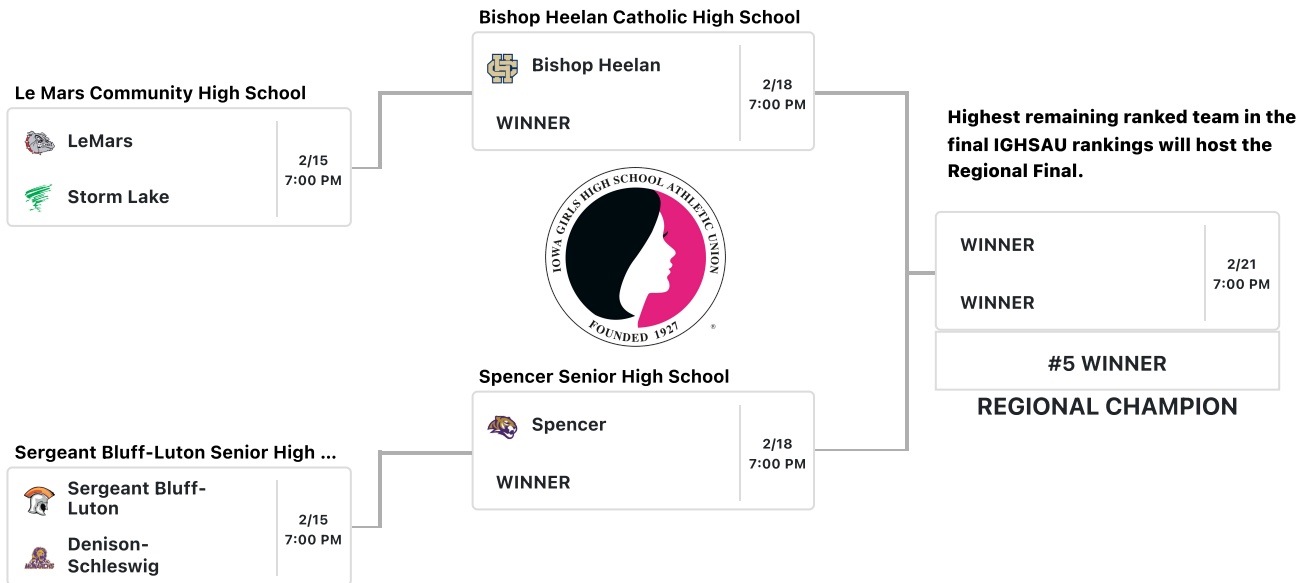 Bishop Heelan Catholic High School
Bishop Heelan
WINNER
2/18
7:00 PM
Le Mars Community High School
LeMars
Storm Lake
2/15
7:00 PM
Highest remaining ranked team in the
final IGHSAU rankings will host the
Regional Final.
IOWA GIRLS HIGH SCHOOL ATHLETIC UNION
FOUNDED 1927
®
WINNER
WINNER
2/21
7:00 PM
#5 WINNER
REGIONAL CHAMPION
Spencer Senior High School
Spencer
WINNER
2/18
7:00 PM
Sergeant Bluff-Luton Senior High ...
Sergeant Bluff-
Luton
Denison-
Schleswig
2/15
7:00 PM
MONARCHS